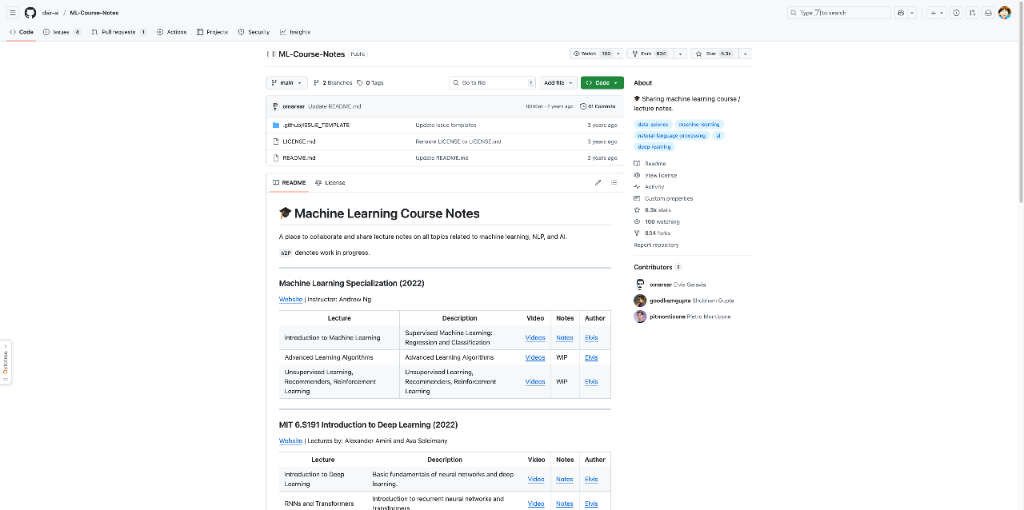 dair-ai / ML-Course-Notes
Type / to search
Code Issues 4 Pull requests 1 Actions Projects Security Insights
ML-Course-Notes Public
Watch 160 Fork 834 Star 6.3k
main 2 Branches 0 Tags Go to file Add file Code
omarsar Update README.md 2 years ago 61 Commits
.github/ISSUE_TEMPLATE Update issue templates 3 years ago
LICENSE.md Rename LICENSE to LICENSE.md 3 years ago
README.md Update README.md 2 years ago
README License
Machine Learning Course Notes
A place to collaborate and share lecture notes on all topics related to machine learning, NLP, and AI.
WIP denotes work in progress.
Machine Learning Specialization (2022)
Website | Instructor: Andrew Ng
Lecture Description Video Notes Author
Introduction to Machine Learning Supervised Machine Learning: Regression and Classification Videos Notes Elvis
Advanced Learning Algorithms Advanced Learning Algorithms Videos WIP Elvis
Unsupervised Learning, Recommenders, Reinforcement Learning Unsupervised Learning, Recommenders, Reinforcement Learning Videos WIP Elvis
MIT 6.S191 Introduction to Deep Learning (2022)
Website | Lectures by: Alexander Amini and Ava Soleimany
Lecture Description Video Notes Author
Introduction to Deep Learning Basic fundamentals of neural networks and deep learning. Video Notes Elvis
RNNs and Transformers Introduction to recurrent neural networks and transformers. Video Notes Elvis
About
Sharing machine learning course /
lecture notes.
data-science machine-learning
natural-language-processing ai
deep-learning
Readme
View license
Activity
Custom properties
6.3k stars
160 watching
834 forks
Report repository
Contributors 3
omarsar Elvis Saravia
goodhamgupta Shubham Gupta
pitmonticone Pietro Monticone
Outcome